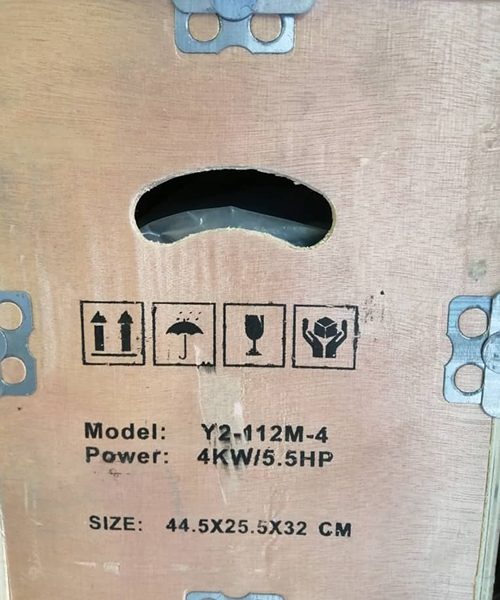 Model: Y2-112M-4
Power: 4KW/5.5HP
SIZE: 44.5X25.5X32 CM